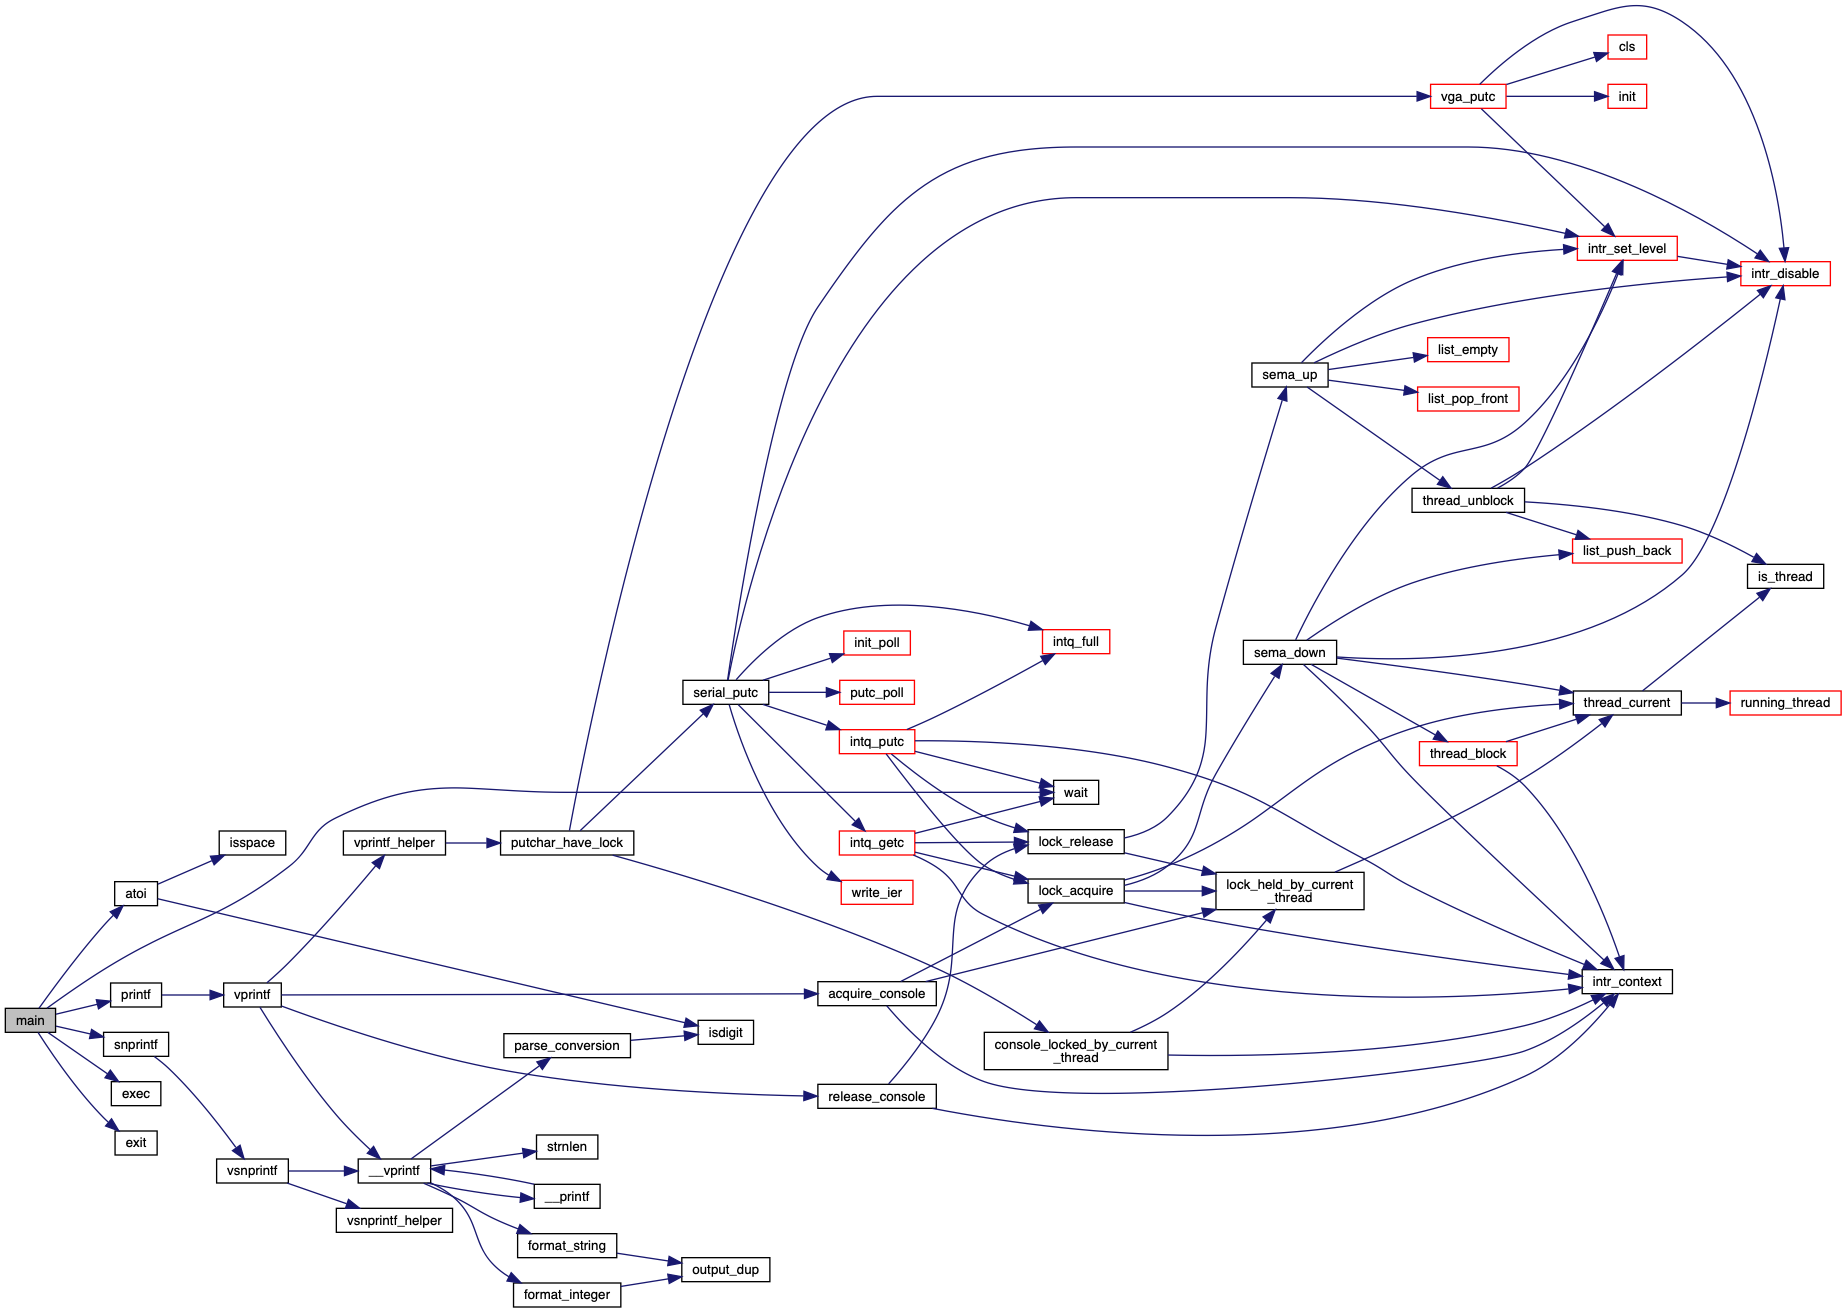 cls
vga_putc
init
intr_set_level
intr_disable
list_empty
sema_up
list_pop_front
thread_unblock
list_push_back
is_thread
init_poll
intq_full
sema_down
serial_putc
putc_poll
thread_current
running_thread
intq_putc
thread_block
wait
isspace
vprintf_helper
putchar_have_lock
intq_getc
lock_release
atoi
write_ier
lock_acquire
lock_held_by_current
_thread
main
printf
vprintf
acquire_console
intr_context
snprintf
parse_conversion
isdigit
console_locked_by_current
_thread
exec
release_console
exit
strnlen
vsnprintf
__vprintf
__printf
vsnprintf_helper
format_string
output_dup
format_integer